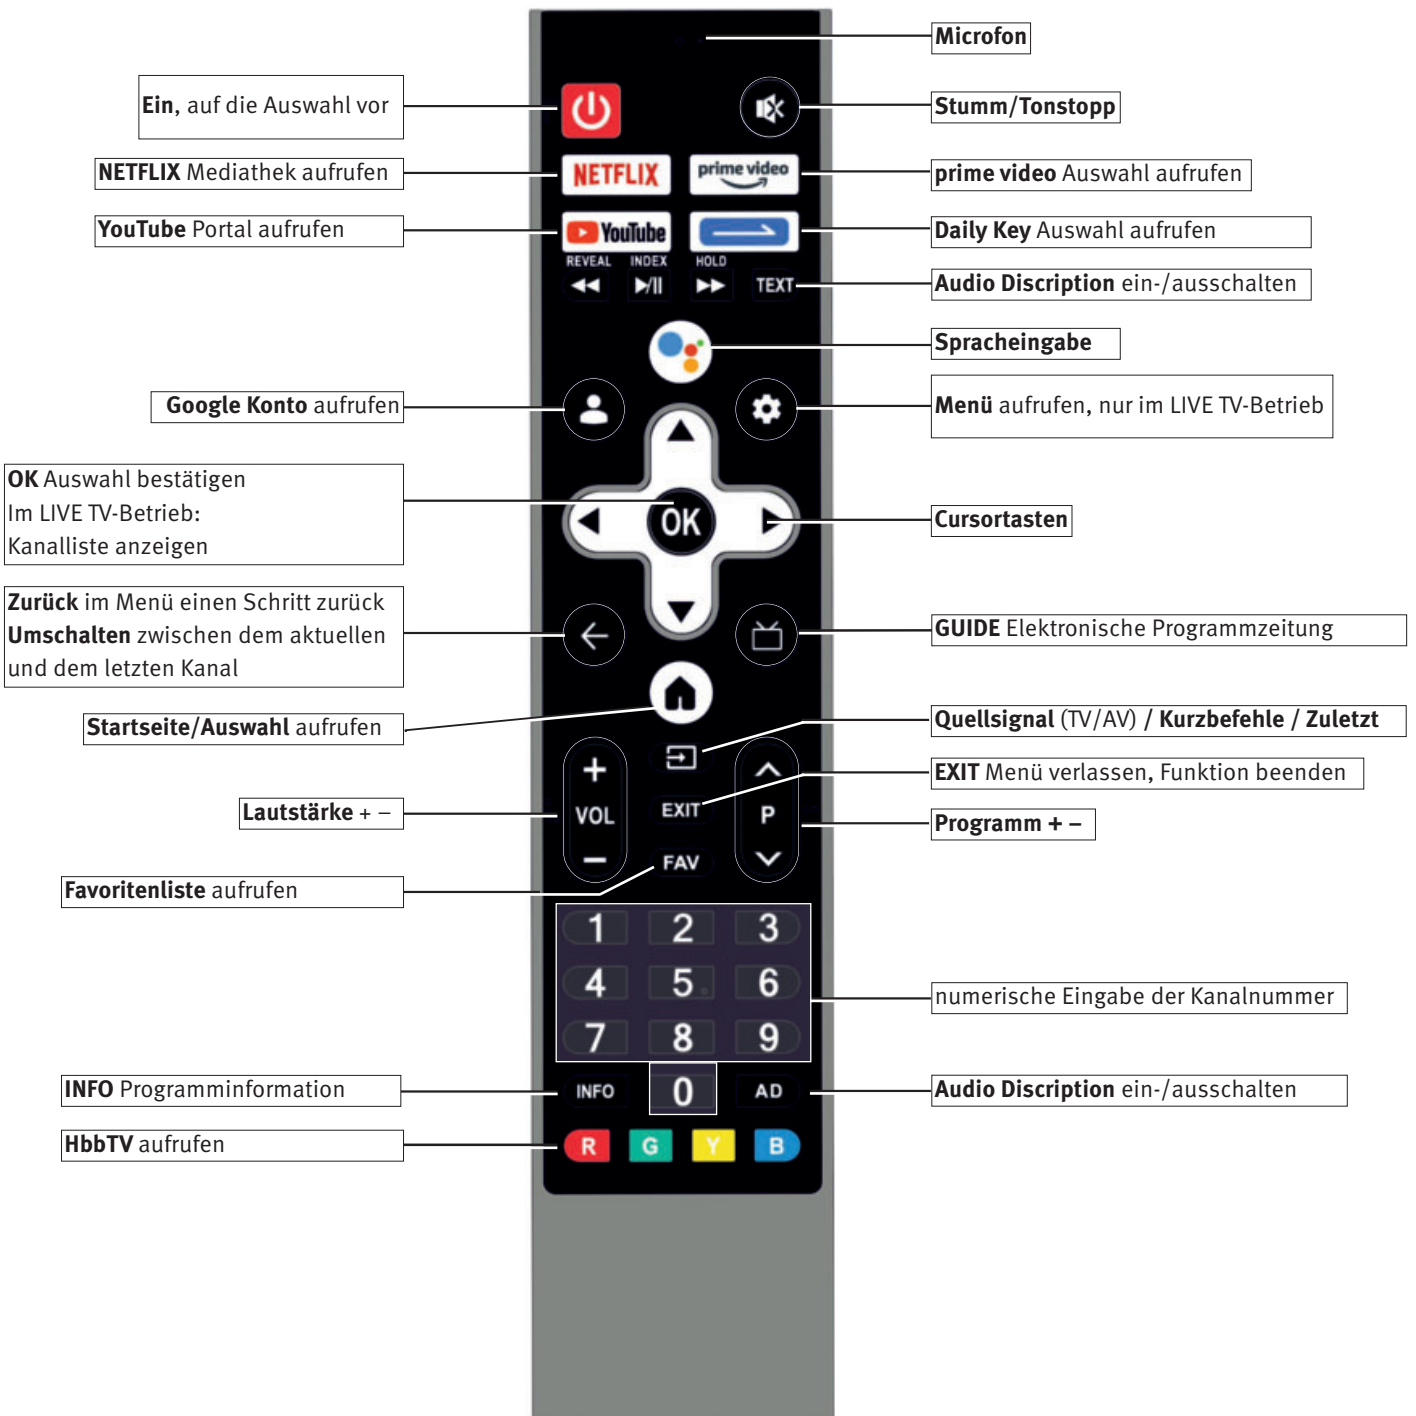 Microfon
Ein, auf die Auswahl vor
Stumm/Tonstopp
NETFLIX Mediathek aufrufen
NETFLIX
prime video
prime video Auswahl aufrufen
YouTube Portal aufrufen
YouTube
Daily Key Auswahl aufrufen
REVEAL INDEX HOLD
TEXT
Audio Discription ein-/ausschalten
Spracheingabe
Google Konto aufrufen
Menü aufrufen, nur im LIVE TV-Betrieb
OK Auswahl bestätigen
Im LIVE TV-Betrieb:
Kanalliste anzeigen
OK
Cursortasten
Zurück im Menü einen Schritt zurück
Umschalten zwischen dem aktuellen
und dem letzten Kanal
GUIDE Elektronische Programmzeitung
Startseite/Auswahl aufrufen
Quellsignal (TV/AV) / Kurzbefehle / Zuletzt
EXIT Menü verlassen, Funktion beenden
Lautstärke + –
+
VOL
–
EXIT
P
Programm + –
FAV
Favoritenliste aufrufen
1 2 3
4 5 6
7 8 9
numerische Eingabe der Kanalnummer
INFO Programminformation
INFO 0 AD
Audio Discription ein-/ausschalten
HbbTV aufrufen
R G Y B